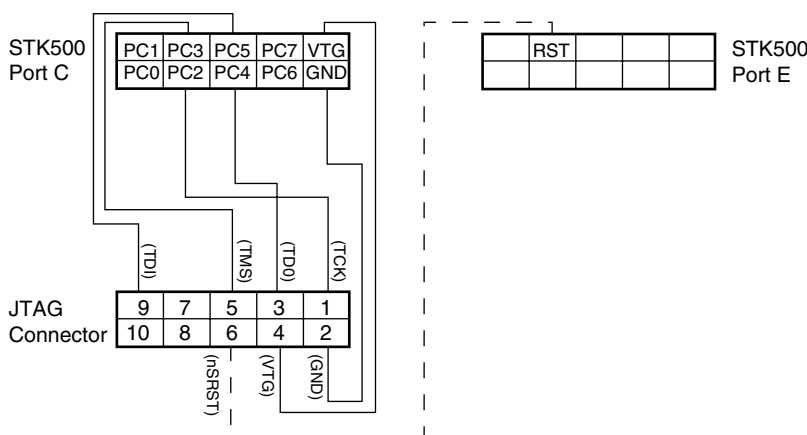 STK500
Port C
PC1 PC3 PC5 PC7 VTG
PC0 PC2 PC4 PC6 GND
RST
STK500
Port E
(TDI)
(TMS)
(TD0)
(TCK)
JTAG
Connector
9 7 5 3 1
10 8 6 4 2
(nSRST)
(VTG)
(GND)